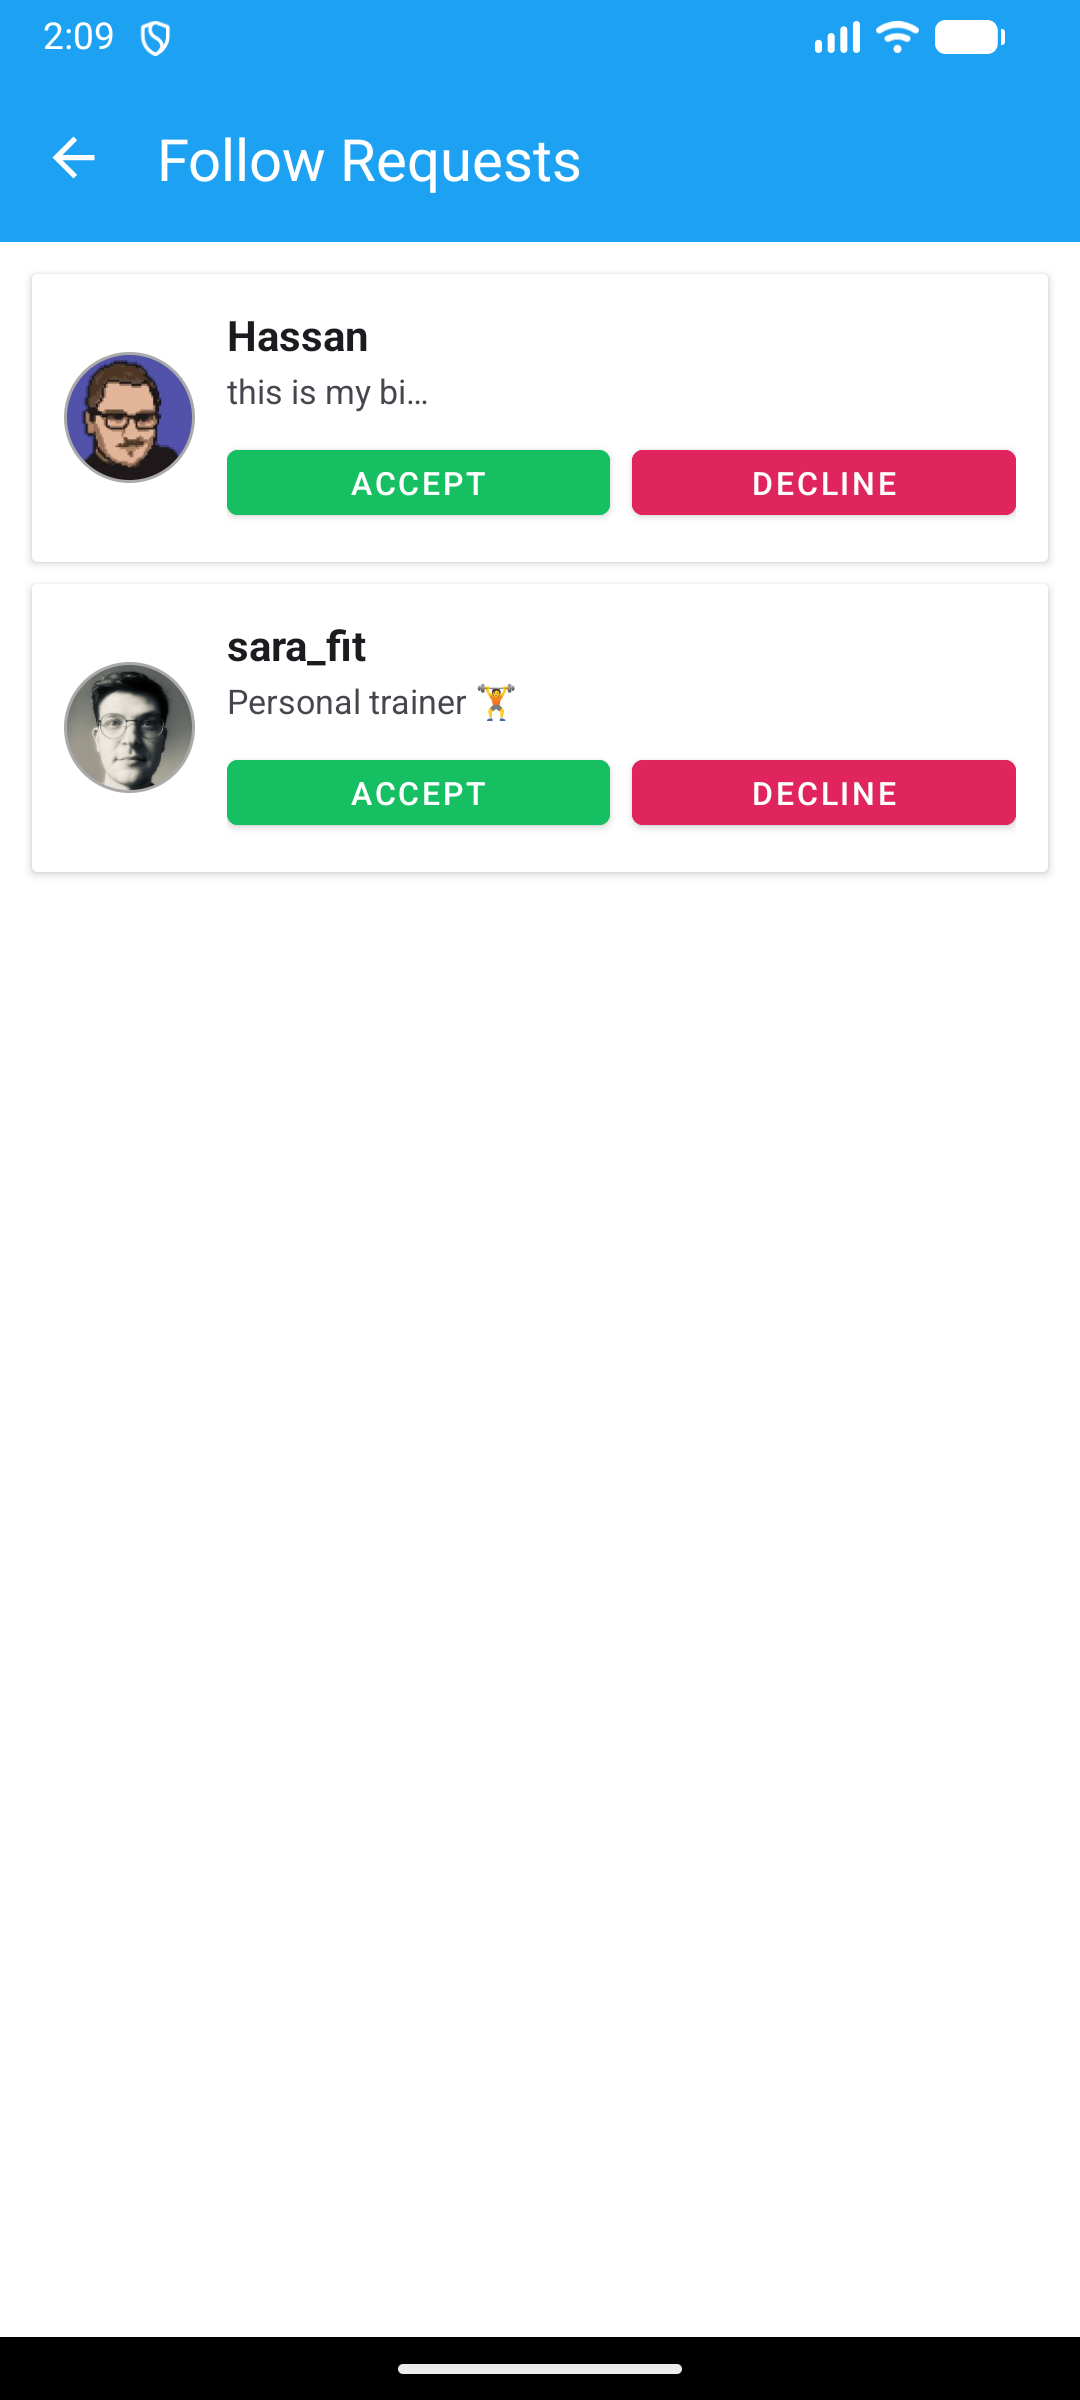 2:09
Follow Requests
Hassan
this is my bi...
ACCEPT DECLINE
sara_fit
Personal trainer 🏋️
ACCEPT DECLINE